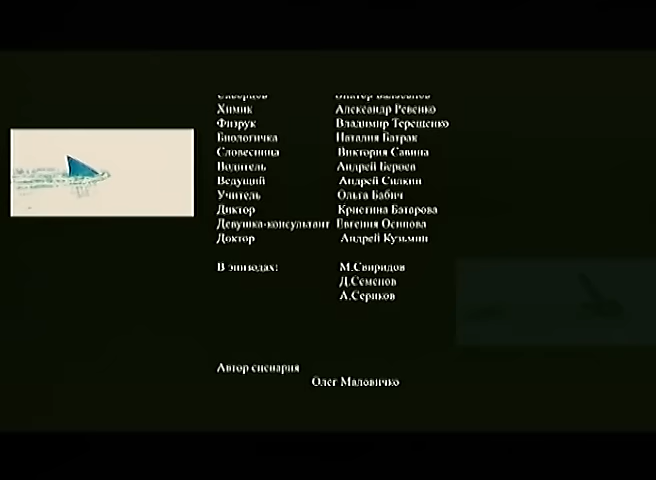 Химик Александр Ревенко
Физрук Владимир Терещенко
Биологичка Наталия Батрак
Словесница Виктория Савина
Водитель Андрей Бероев
Ведущий Андрей Силкин
Учитель Ольга Бабич
Диктор Кристина Батарова
Девушка-консультант Евгения Осипова
Доктор Андрей Кузьмин
В эпизодах: М.Свиридов
Д.Семенов
А.Сериков
Автор сценария
Олег Маловичко